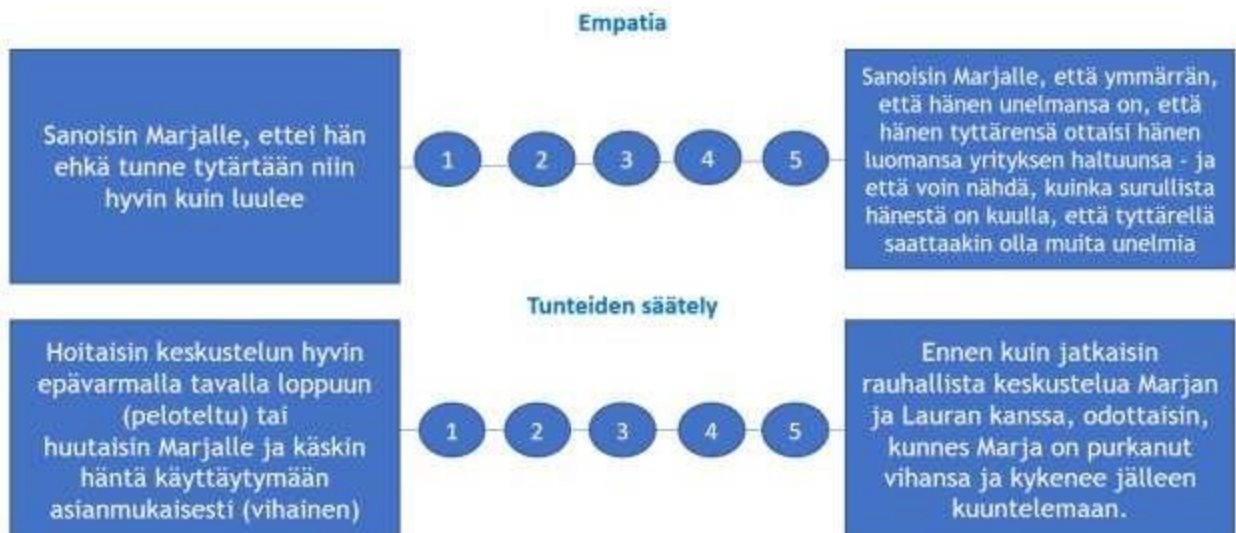 Empatia
Sanoisin Marjalle, ettei hän
ehkä tunne tytärtään niin
hyvin kuin luulee
1 2 3 4 5
Sanoisin Marjalle, että ymmärrän,
että hänen unelmansa on, että
hänen tyttärensä ottaisi hänen
luomansa yrityksen haltuunsa - ja
että voin nähdä, kuinka surullista
hänestä on kuulla, että tyttärellä
saattaakin olla muita unelmia
Tunteiden säätely
Hoitaisin keskustelun hyvin
epävarmalla tavalla loppuun
(peloteltu) tai
huutaisin Marjalle ja käskin
häntä käyttäytymään
asianmukaisesti (vihainen)
1 2 3 4 5
Ennen kuin jatkaisin
rauhallista keskustelua Marjan
ja Lauran kanssa, odottaisin,
kunnes Marja on purkanut
vihansa ja kykenee jälleen
kuuntelemaan.